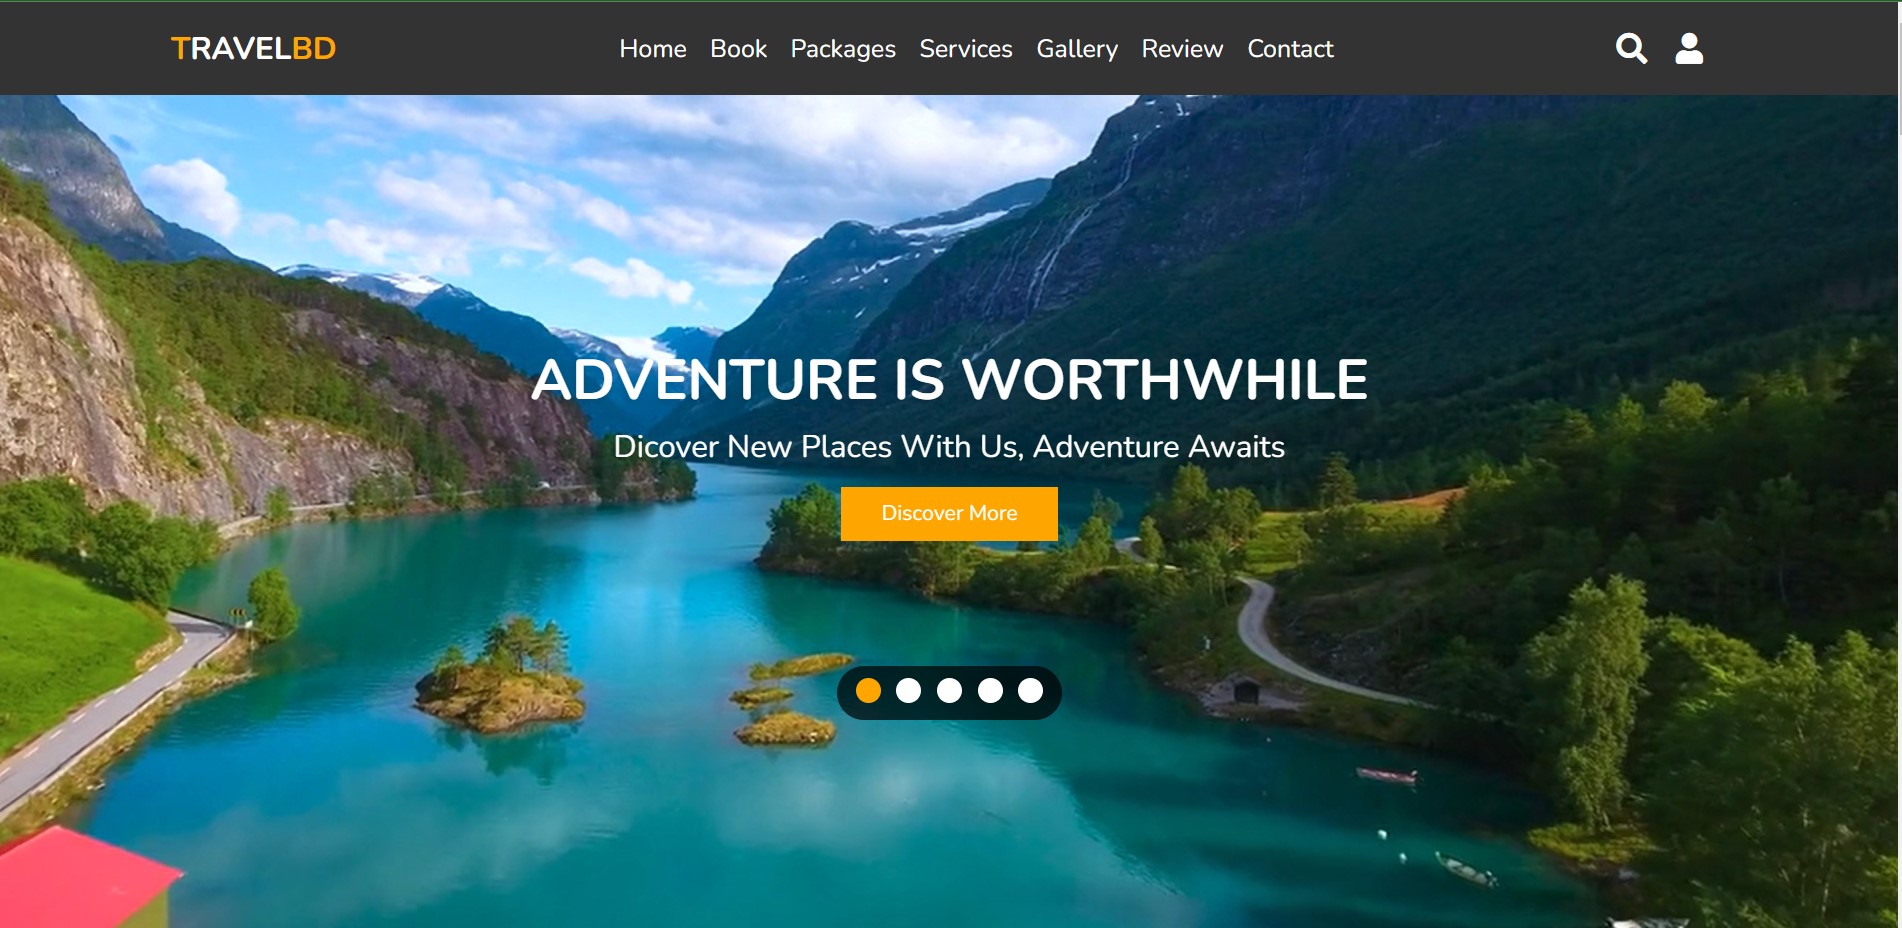 TRAVELBD
Home Book Packages Services Gallery Review Contact
ADVENTURE IS WORTHWHILE
Dicover New Places With Us, Adventure Awaits
Discover More